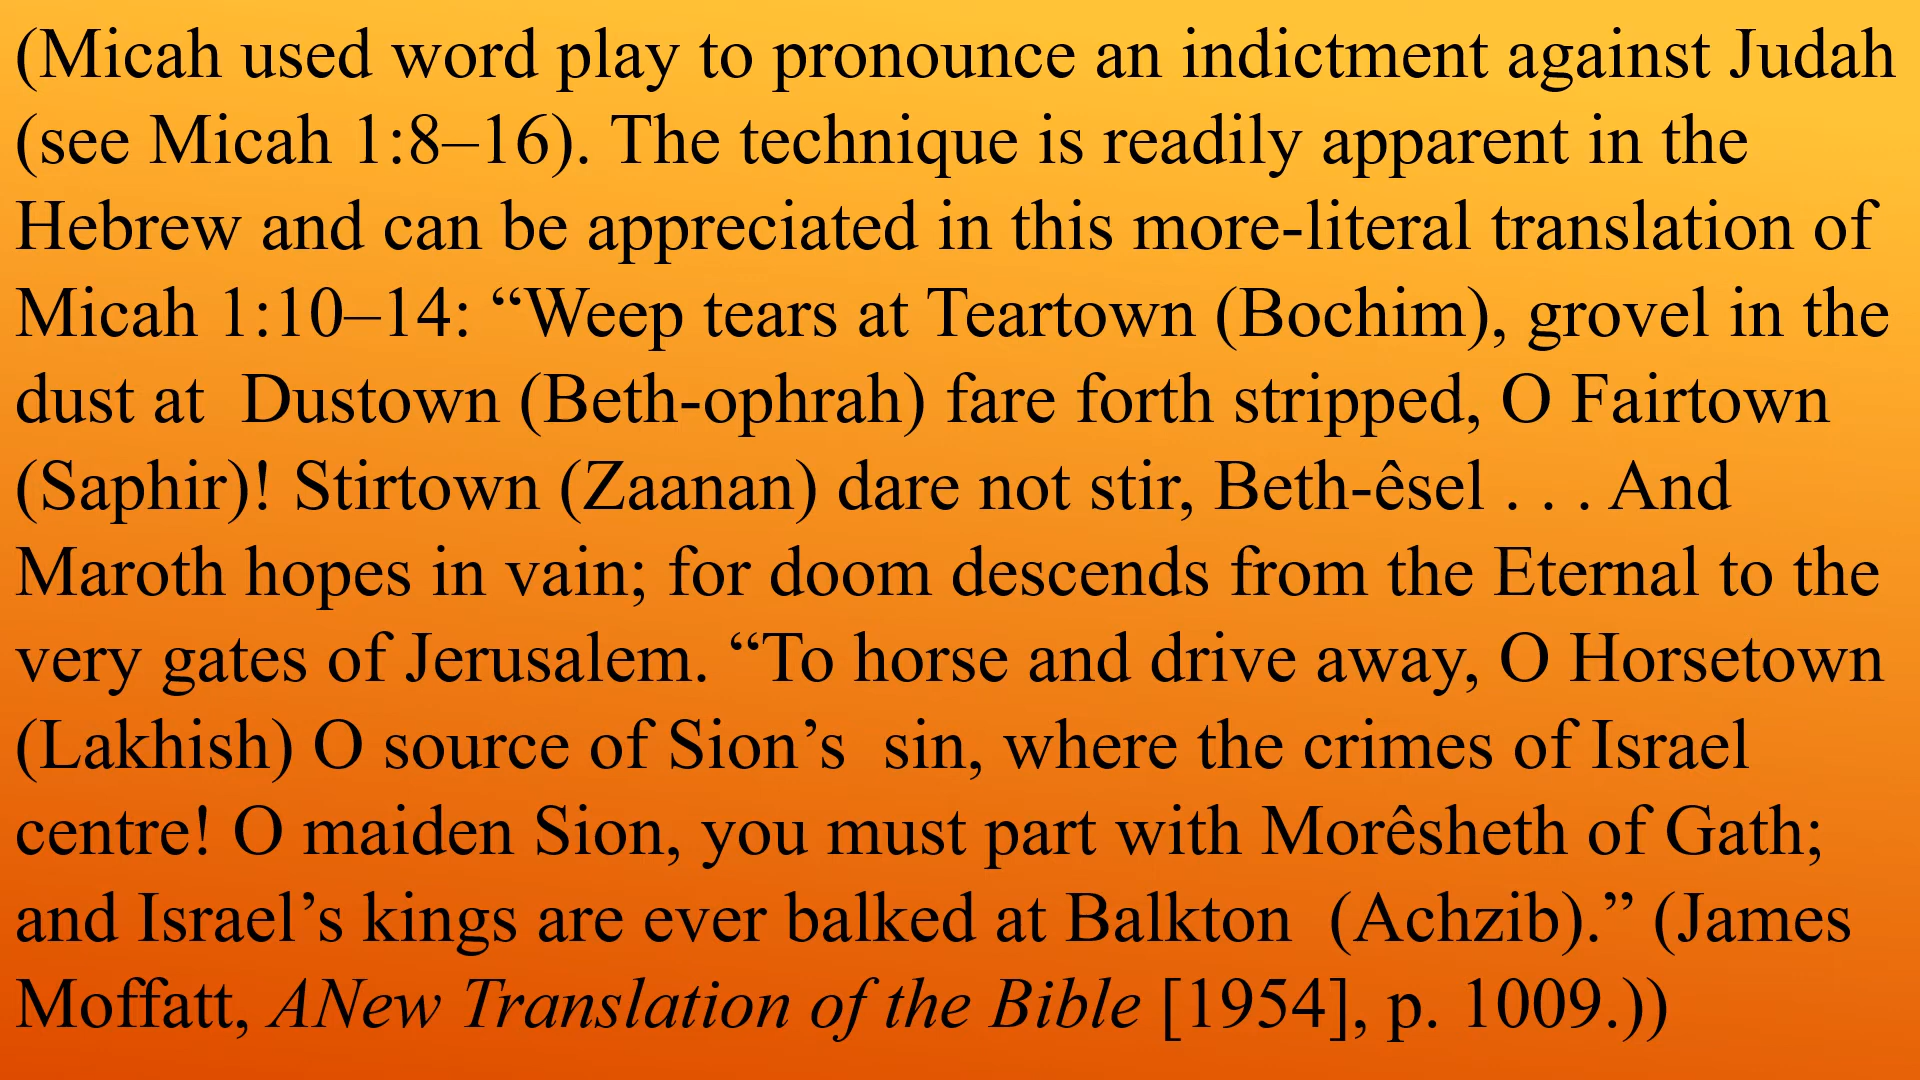 (Micah used word play to pronounce an indictment against Judah
(see Micah 1:8–16). The technique is readily apparent in the
Hebrew and can be appreciated in this more-literal translation of
Micah 1:10–14: “Weep tears at Teartown (Bochim), grovel in the
dust at  Dustown (Beth-ophrah) fare forth stripped, O Fairtown
(Saphir)! Stirtown (Zaanan) dare not stir, Beth-êsel . . . And
Maroth hopes in vain; for doom descends from the Eternal to the
very gates of Jerusalem. “To horse and drive away, O Horsetown
(Lakhish) O source of Sion’s  sin, where the crimes of Israel
centre! O maiden Sion, you must part with Morêsheth of Gath;
and Israel’s kings are ever balked at Balkton  (Achzib).” (James
Moffatt, ANew Translation of the Bible [1954], p. 1009.))